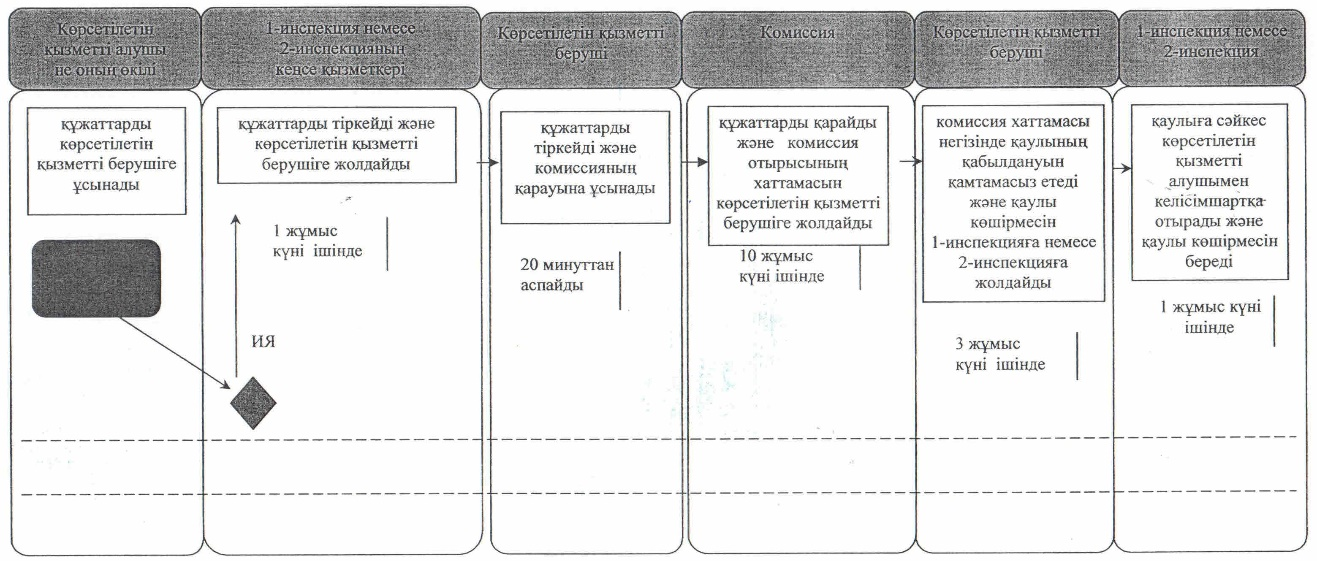 Көрсетілетін
қызметті алушы
не оның өкілі
1-инспекция немесе
2-инспекцияның
кеңсе қызметкері
Көрсетілетін қызметті
беруші
Комиссия
Көрсетілетін қызметті
беруші
1-инспекция немесе
2-инспекция
құжаттарды
көрсетілетін
қызметті берушіге
ұсынады
құжаттарды тіркейді және
көрсетілетін қызметті
берушіге жолдайды
1 жұмыс
күні ішінде
ИЯ
құжаттарды
тіркейді және
комиссияның
қарауына ұсынады
20 минуттан
аспайды
құжаттарды қарайды
және комиссия
отырысының
хаттамасын
көрсетілетін қызметті
берушіге жолдайды
10 жұмыс
күні ішінде
комиссия хаттамасы
негізінде қаулының
қабылдануын
қамтамасыз етеді
және қаулы
көшірмесін
1-инспекцияға немесе
2-инспекцияға
жолдайды
3 жұмыс
күні ішінде
қаулыға сәйкес
көрсетілетін
қызметті
алушымен
келісімшартқа
отырады және
қаулы көшірмесін
береді
1 жұмыс күні
ішінде